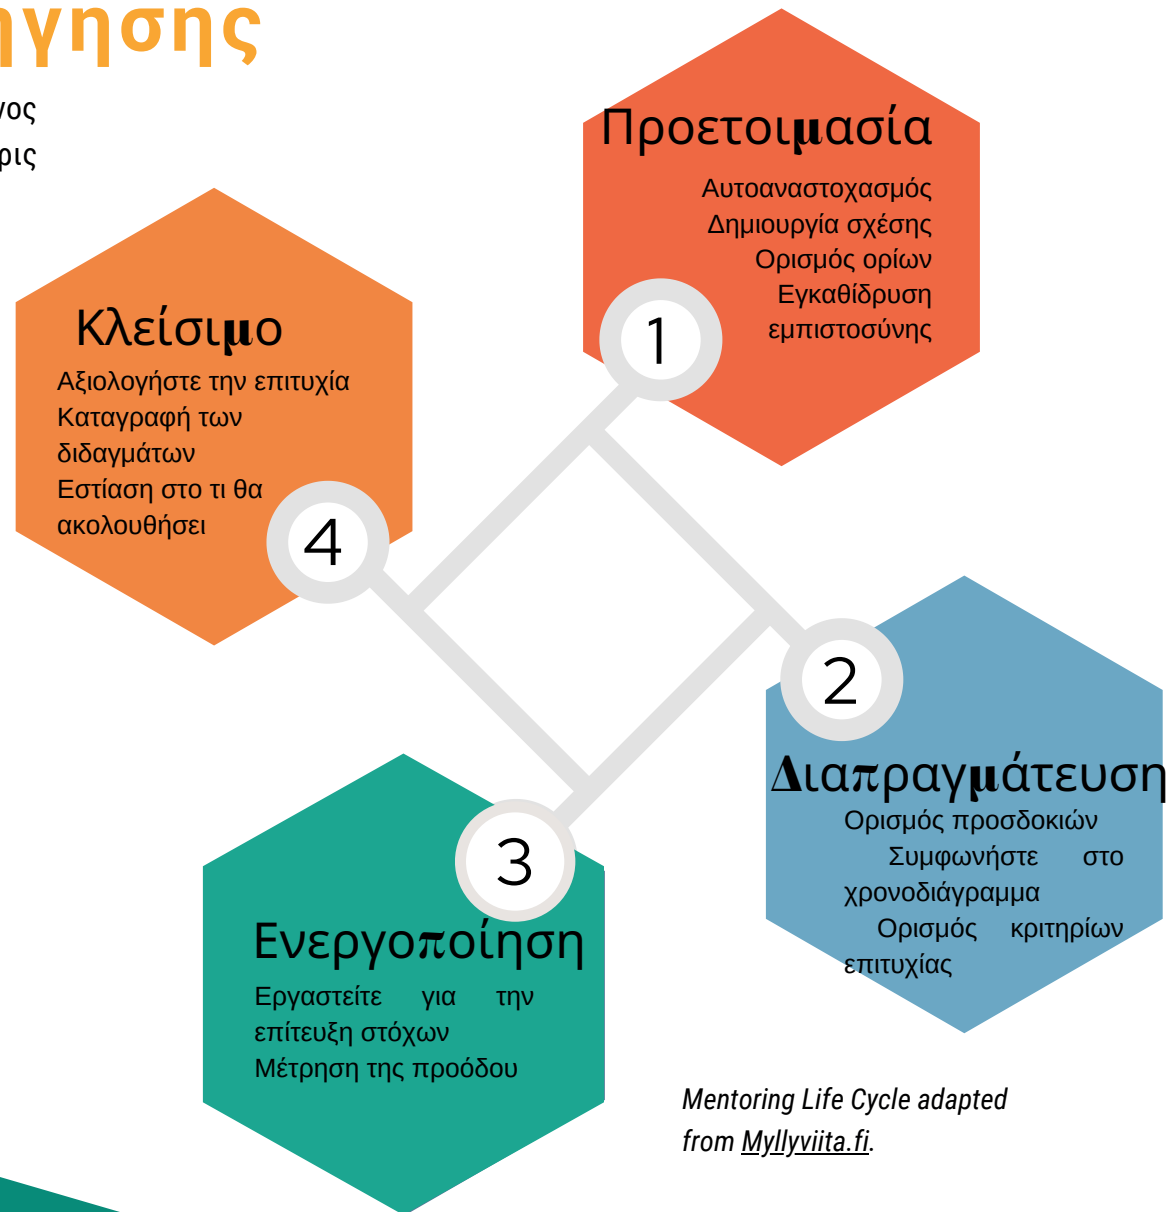 ήγησης
νος
ρις
Προετοιμασία
Αυτοαναστοχασμός
Δημιουργία σχέσης
Ορισμός ορίων
Εγκαθίδρυση
εμπιστοσύνης
1
Κλείσιμο
Αξιολογήστε την επιτυχία
Καταγραφή των
διδαγμάτων
Εστίαση στο τι θα
ακολουθήσει
4
2
Διαπραγμάτευση
Ορισμός προσδοκιών
Συμφωνήστε στο
χρονοδιάγραμμα
Ορισμός κριτηρίων
επιτυχίας
3
Ενεργοποίηση
Εργαστείτε για την
επίτευξη στόχων
Μέτρηση της προόδου
Mentoring Life Cycle adapted
from Myllyviita.fi.